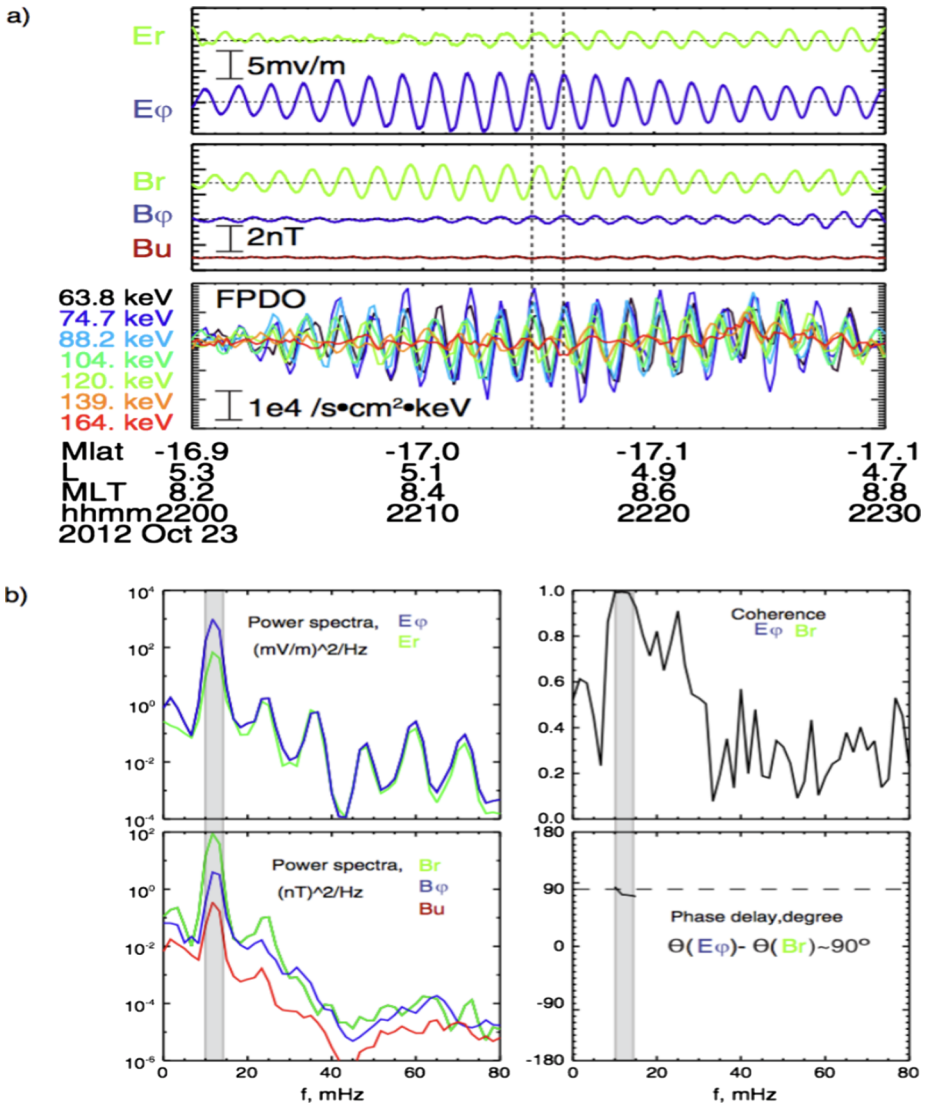 a)
Er
5mv/m
Eφ
Br
Bφ
2nT
Bu
63.8 keV
FPDO
74.7 keV
88.2 keV
104. keV
120. keV
139. keV
1e4 /s•cm²•keV
164. keV
Mlat -16.9 -17.0 -17.1 -17.1
L 5.3 5.1 4.9 4.7
MLT 8.2 8.4 8.6 8.8
hhmm 2200 2210 2220 2230
2012 Oct 23
b)
10⁴
10²
10⁰
10⁻²
10⁻⁴
Power spectra, Eφ
(mV/m)^2/Hz Er
1.0
0.8
0.6
0.4
0.2
0.0
Coherence
Eφ Br
10²
10⁰
10⁻²
10⁻⁴
10⁻⁶
Power spectra, Br
(nT)^2/Hz Bφ
Bu
0 20 40 60 80
f, mHz
180
90
0
-90
-180
Phase delay,degree
Θ(Eφ)- Θ(Br)~90º
0 20 40 60 80
f, mHz